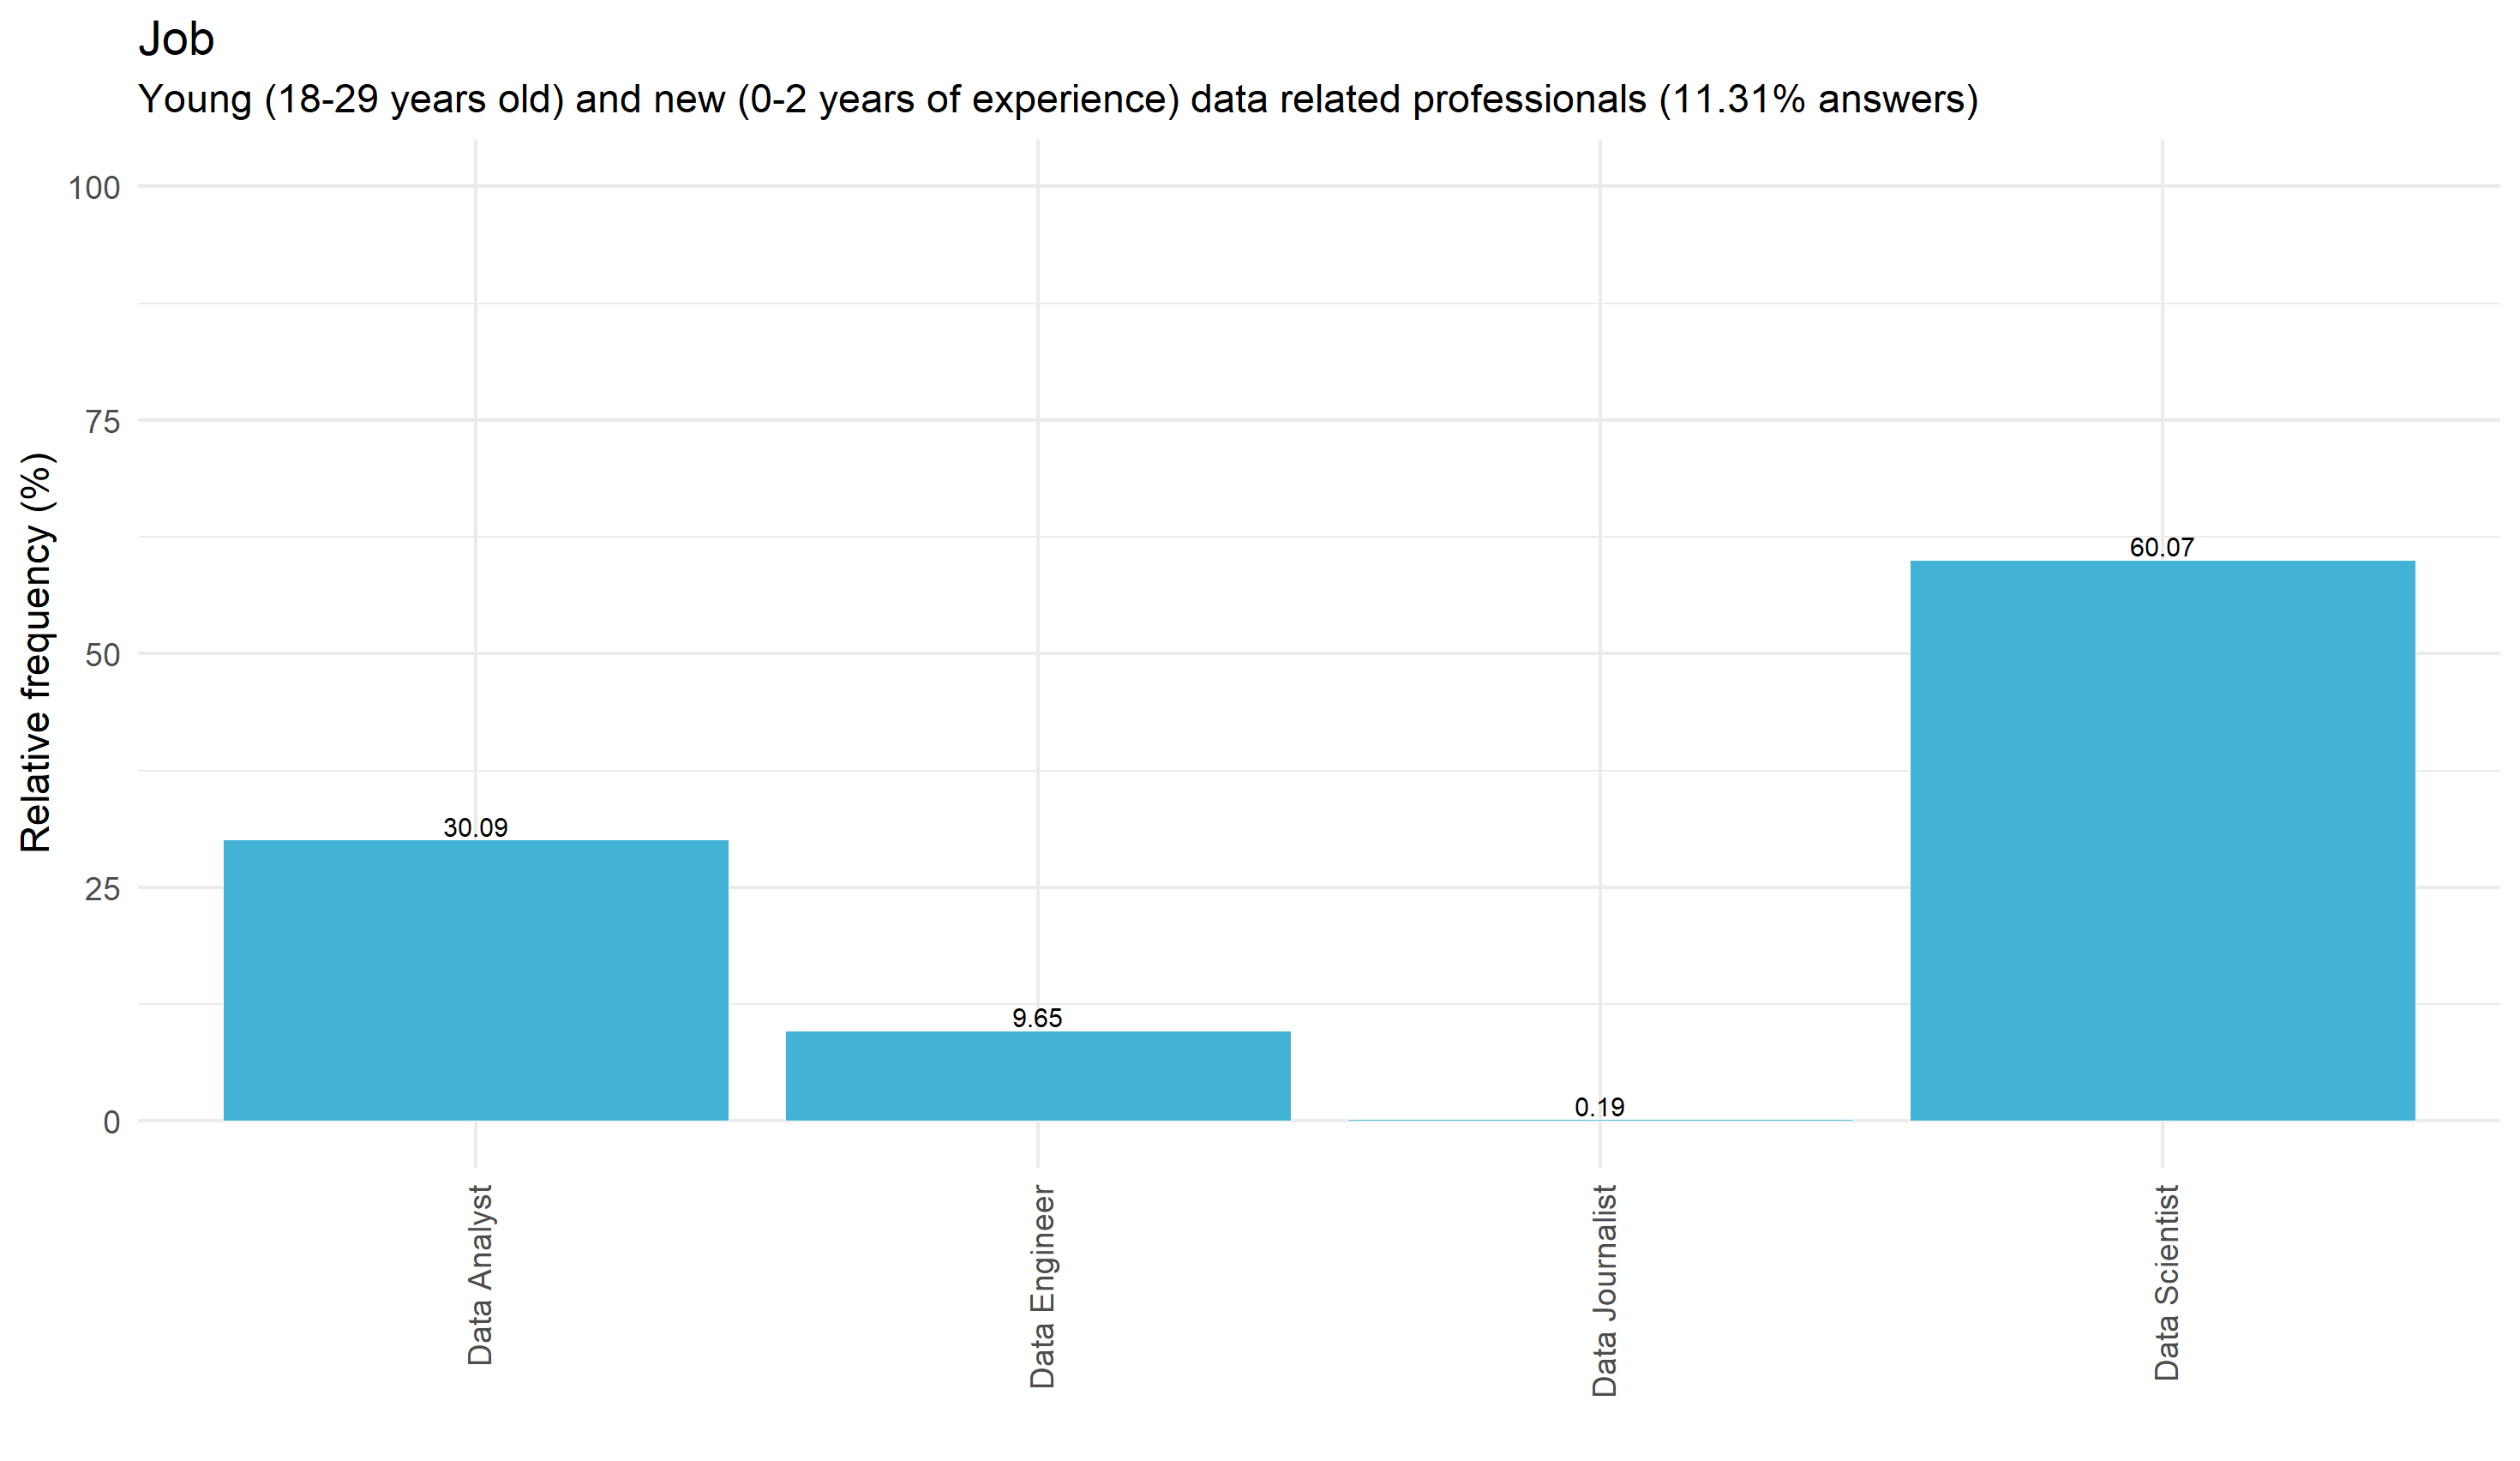 Job
Young (18-29 years old) and new (0-2 years of experience) data related professionals (11.31% answers)
Relative frequency (%)
100
75
50
25
0
30.09
9.65
0.19
60.07
Data Analyst
Data Engineer
Data Journalist
Data Scientist